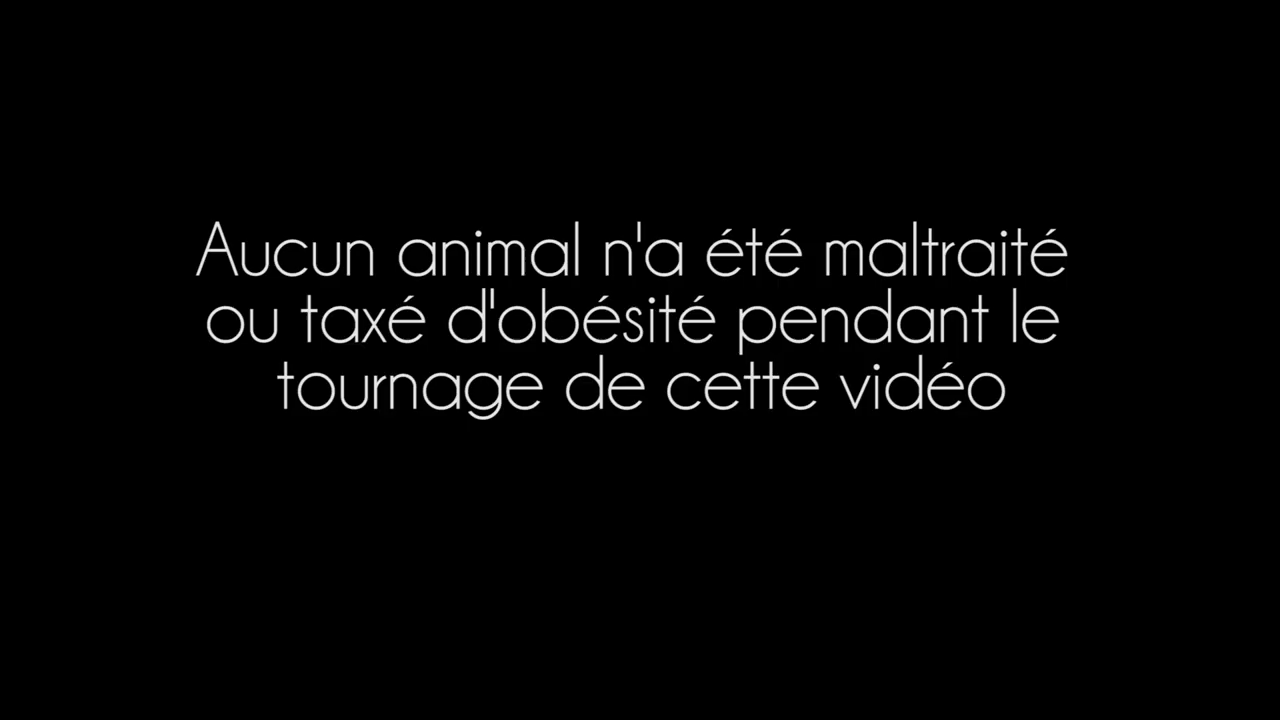 Aucun animal n'a été maltraité
ou taxé d'obésité pendant le
tournage de cette vidéo